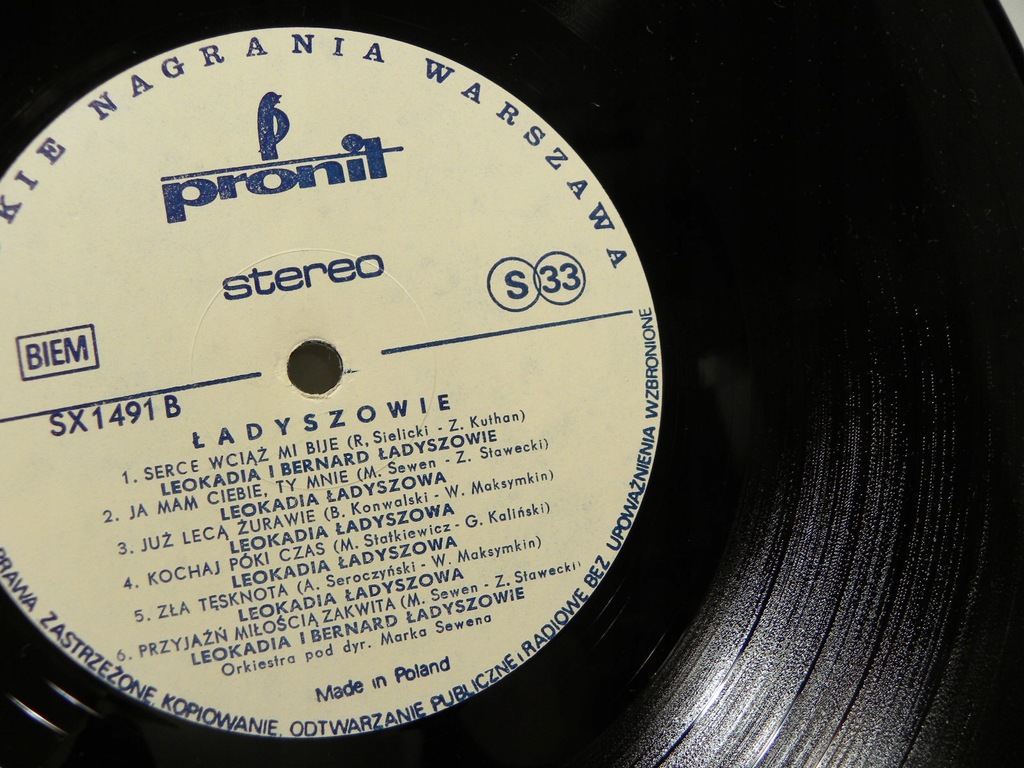 KIE NAGRANIA WARSZAWA
pronit
stereo
S 33
BIEM
SX1491 B
ŁADYSZOWIE
1. SERCE WCIĄŻ MI BIJE (R, Sielicki - Z. Kuthan)
LEOKADIA I BERNARD ŁADYSZOWIE
2. JA MAM CIEBIE, TY MNIE (M. Sewen - Z. Stawecki)
LEOKADIA ŁADYSZOWA
3. JUŻ LECĄ ŻURAWIE (B. Konwalski - W. Maksymkin)
LEOKADIA ŁADYSZOWA
4. KOCHAJ PÓKI CZAS (M. Statkiewicz - G. Kaliński)
LEOKADIA ŁADYSZOWA
5. ZŁA TĘSKNOTA (A. Seroczyński - W. Maksymkin)
LEOKADIA ŁADYSZOWA
6. PRZYJAŹŃ MIŁOŚCIĄ ZAKWITA (M. Sewen - Z. Stawecki)
LEOKADIA I BERNARD ŁADYSZOWIE
Orkiestra pod dyr. Marka Sewena
Made in Poland
PRAWA ZASTRZEŻONE, KOPIOWANIE, ODTWARZANIE PUBLICZNE I RADIOWE BEZ UPOWAŻNIENIA WZBRONIONE